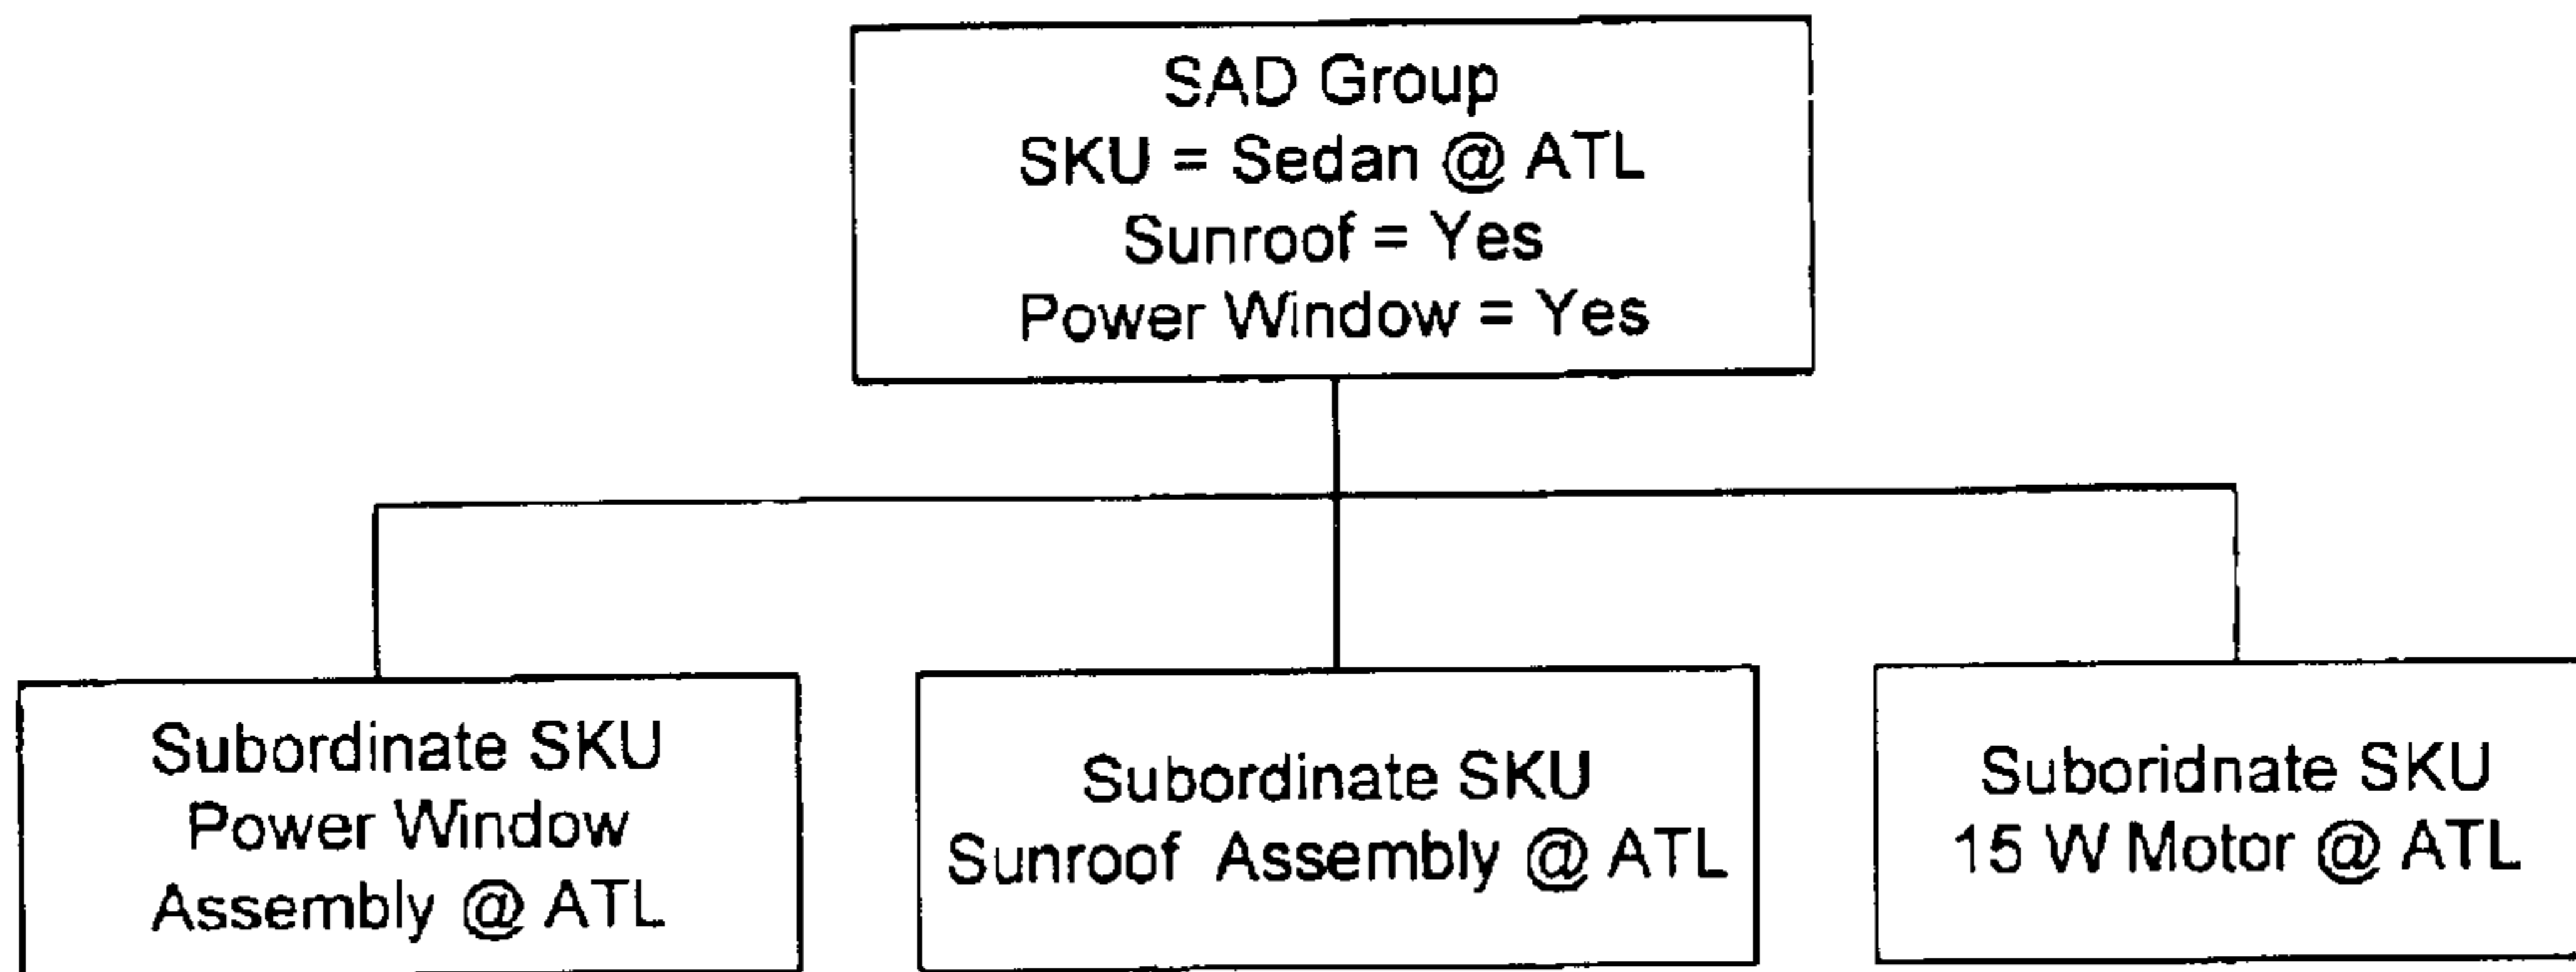 SAD Group
SKU = Sedan @ ATL
Sunroof = Yes
Power Window = Yes
Subordinate SKU
Power Window
Assembly @ ATL
Subordinate SKU
Sunroof Assembly @ ATL
Suboridnate SKU
15 W Motor @ ATL